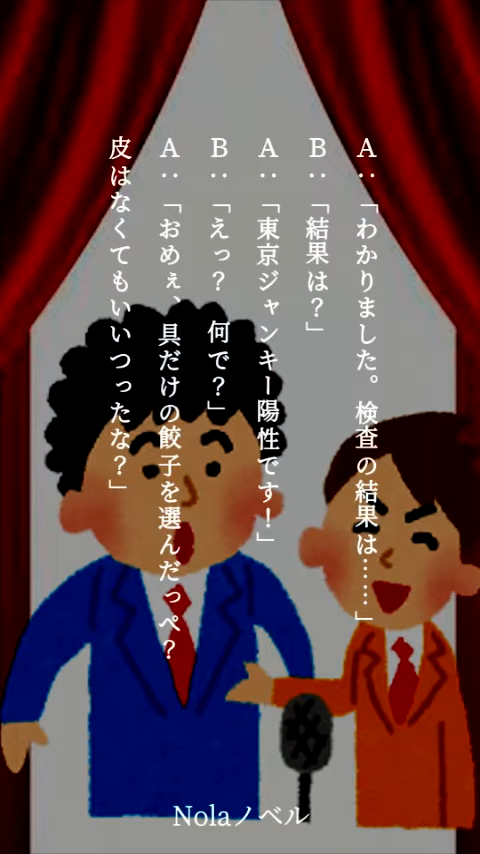 A：「わかりました。検査の結果は……」
B：「結果は？」
A：「東京ジャンキー陽性です！」
B：「えっ？　何で？」
A：「おめぇ、具だけの餃子を選んだっぺ？
皮はなくてもいいつったな？」
Nolaノベル